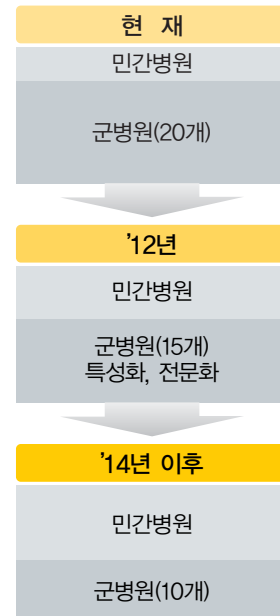 현 재
민간병원
군병원(20개)
’12년
민간병원
군병원(15개)
특성화, 전문화
’14년 이후
민간병원
군병원(10개)